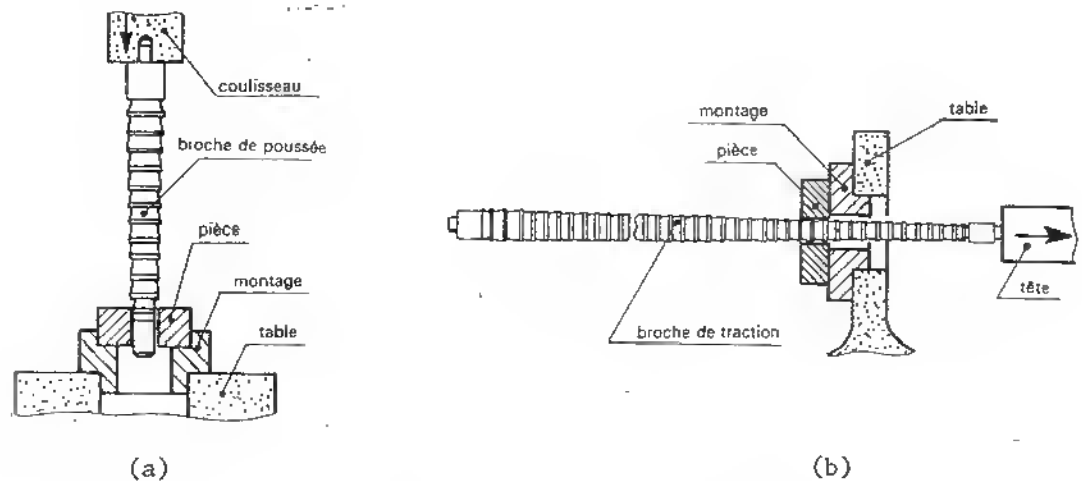 coulisseau
broche de poussée
pièce
montage
table
(a)
montage
table
pièce
broche de traction
tête
(b)